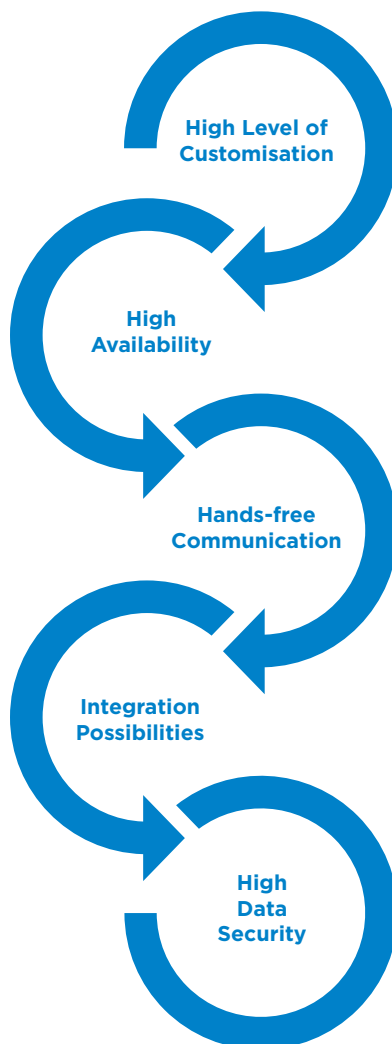 High Level of
Customisation
High
Availability
Hands-free
Communication
Integration
Possibilities
High
Data
Security